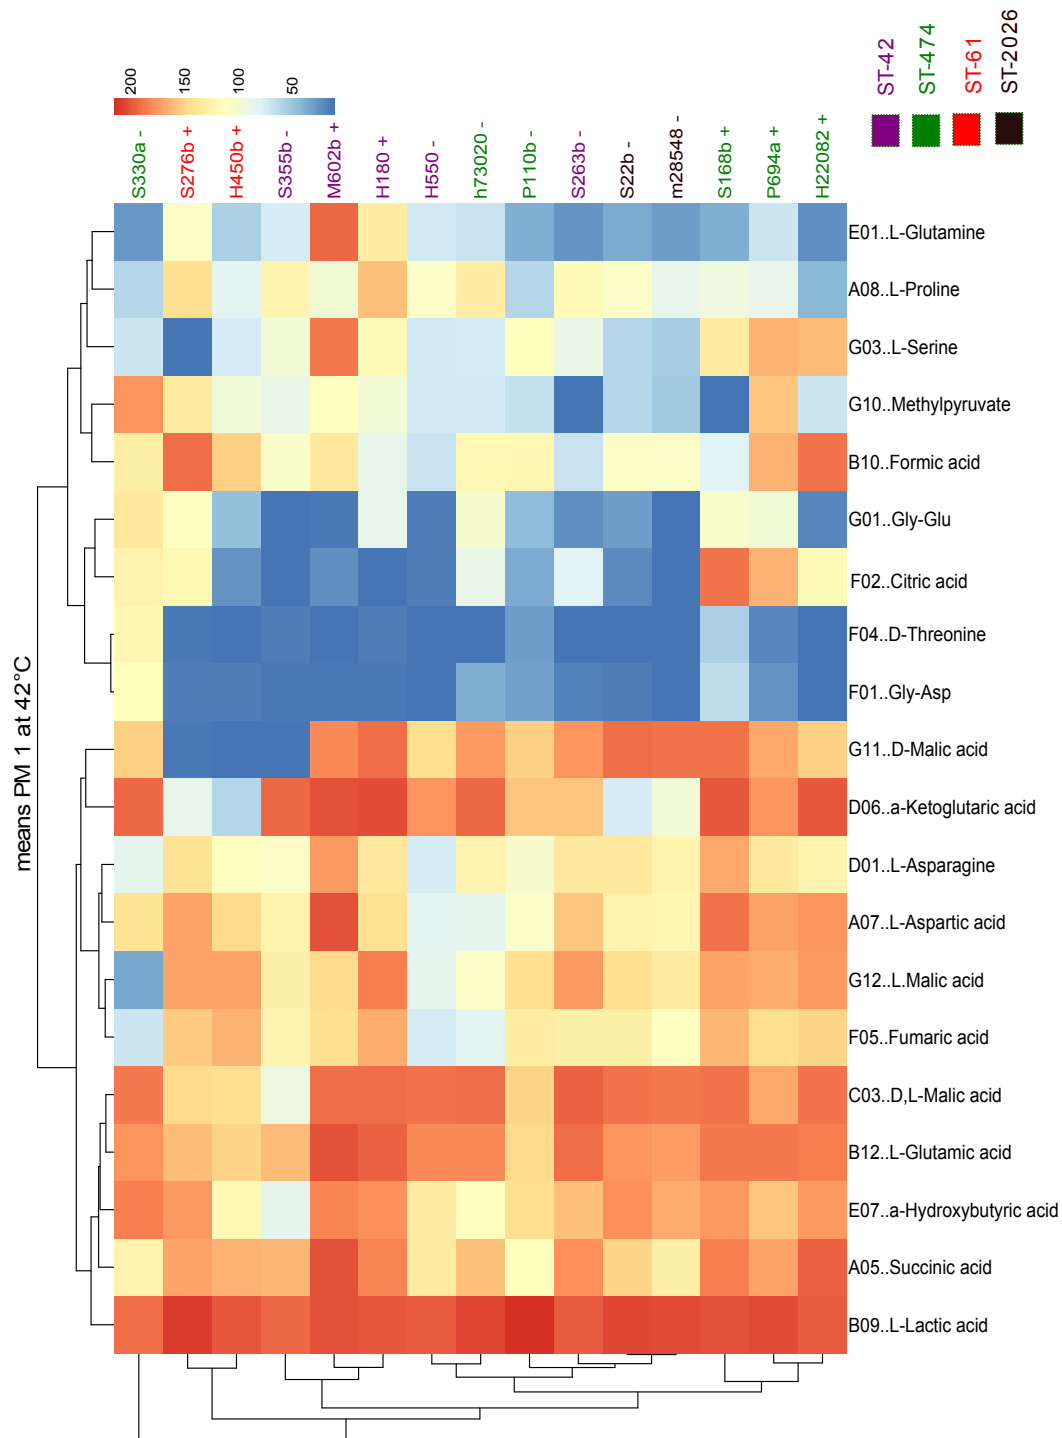 200
150
100
50
ST-42
ST-474
ST-61
ST-2026
S330a -
S276b +
H450b +
S355b -
M602b +
H180 +
H550 -
h73020 -
P110b -
S263b -
S22b -
m28548 -
S168b +
P694a +
H22082 +
means PM 1 at 42°C
E01..L-Glutamine
A08..L-Proline
G03..L-Serine
G10..Methylpyruvate
B10..Formic acid
G01..Gly-Glu
F02..Citric acid
F04..D-Threonine
F01..Gly-Asp
G11..D-Malic acid
D06..a-Ketoglutaric acid
D01..L-Asparagine
A07..L-Aspartic acid
G12..L.Malic acid
F05..Fumaric acid
C03..D,L-Malic acid
B12..L-Glutamic acid
E07..a-Hydroxybutyric acid
A05..Succinic acid
B09..L-Lactic acid